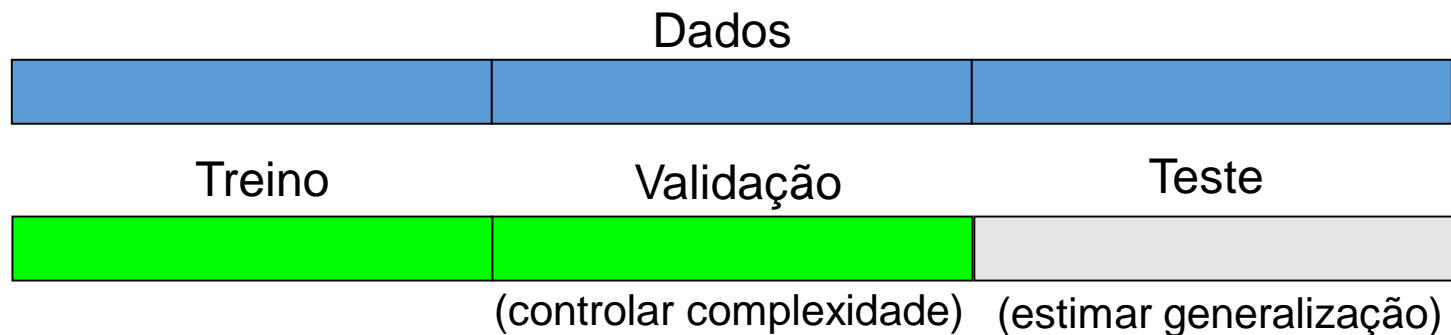 Dados
Treino Validação Teste
(controlar complexidade) (estimar generalização)